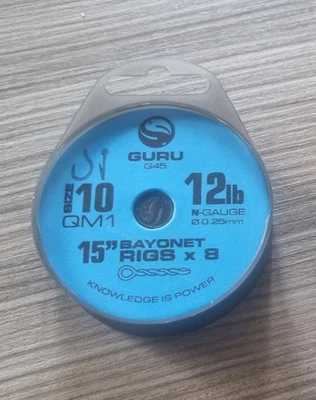 GURU
G45
SIZE 10
QM1
12lb
N-GAUGE
Ø 0.25mm
15" BAYONET
RIGS x 8
KNOWLEDGE IS POWER